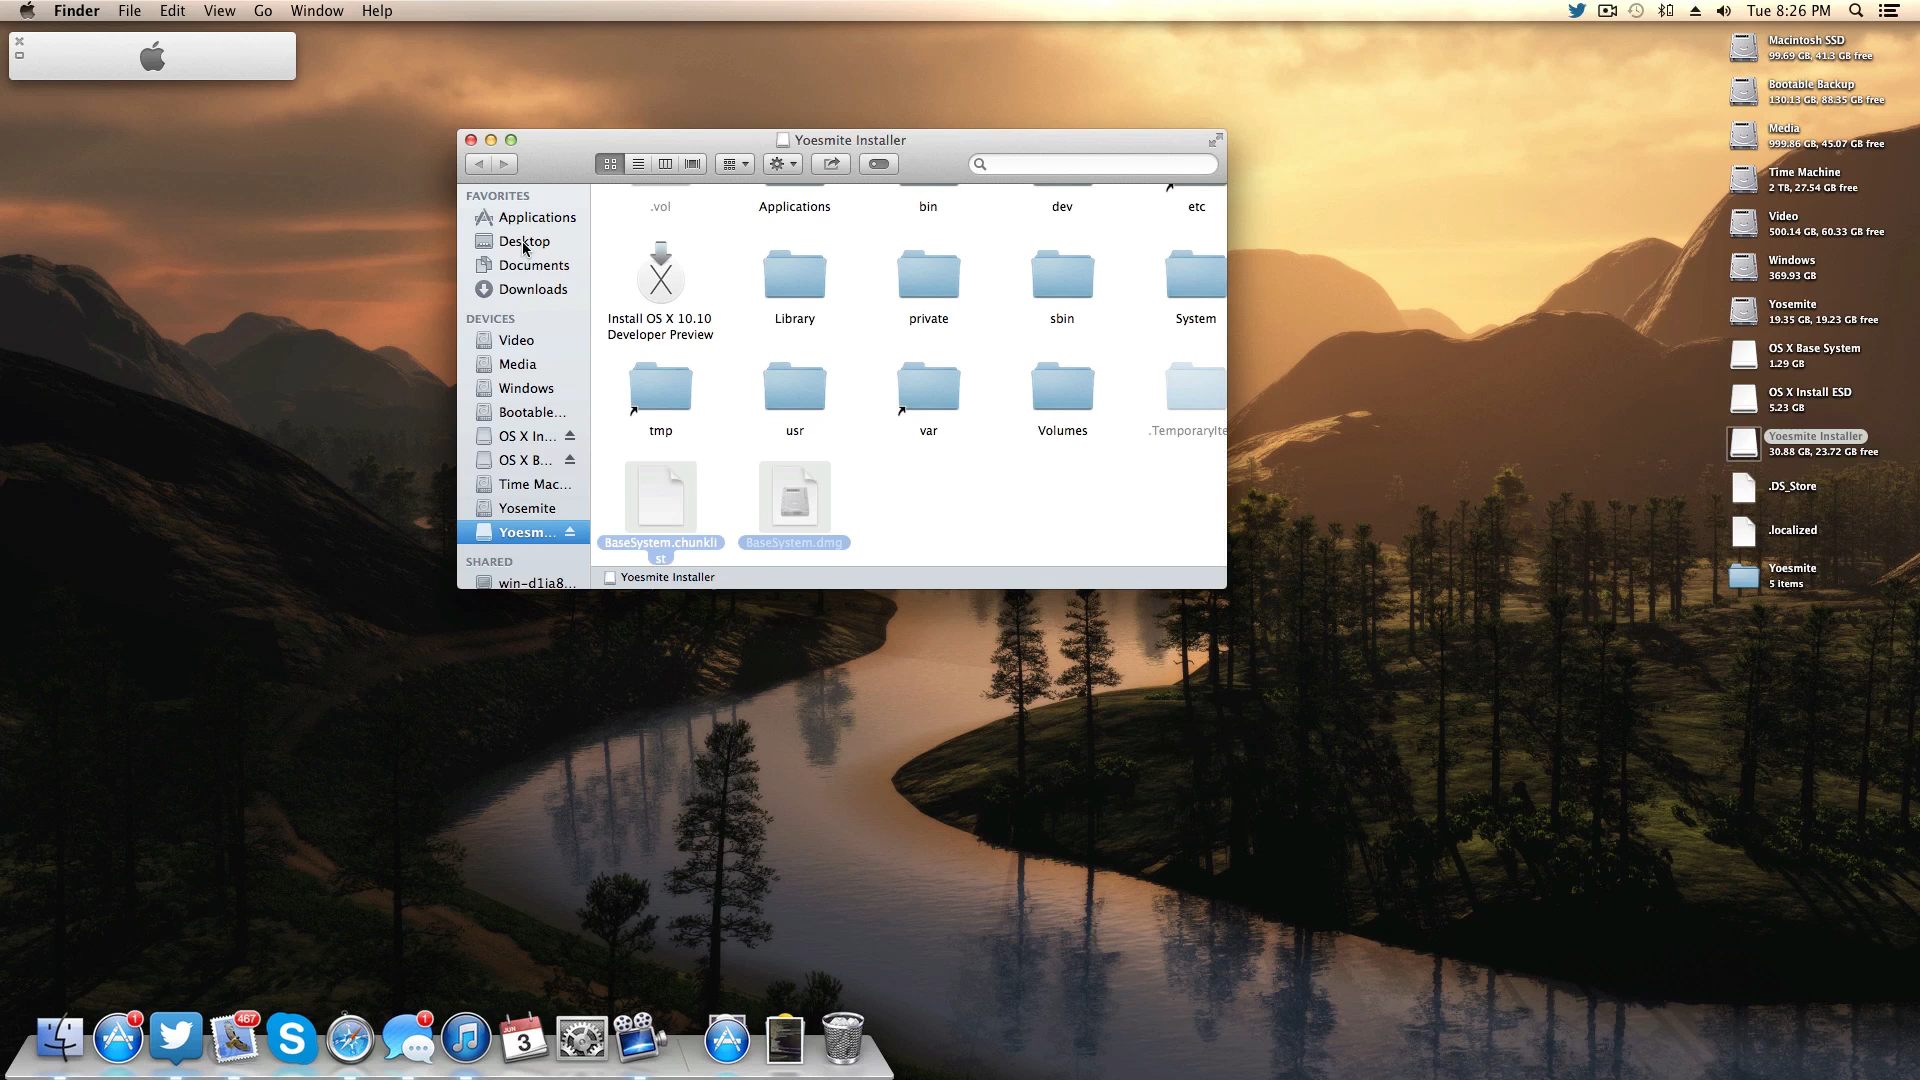 Finder File Edit View Go Window Help
Tue 8:26 PM
Macintosh SSD
99.69 GB, 41.3 GB free
Bootable Backup
130.13 GB, 88.35 GB free
Media
999.86 GB, 45.07 GB free
Time Machine
2 TB, 27.54 GB free
Video
500.14 GB, 60.33 GB free
Windows
369.93 GB
Yosemite
19.35 GB, 19.23 GB free
OS X Base System
1.29 GB
OS X Install ESD
5.23 GB
Yoesmite Installer
30.88 GB, 23.72 GB free
.DS_Store
.localized
Yoesmite
5 items
Yoesmite Installer
FAVORITES
Applications
Desktop
Documents
Downloads
DEVICES
Video
Media
Windows
Bootable...
OS X In...
OS X B...
Time Mac...
Yosemite
Yoesm...
SHARED
win-d1ia8...
.vol
Applications
bin
dev
etc
Install OS X 10.10
Developer Preview
Library
private
sbin
System
tmp
usr
var
Volumes
.TemporaryIte
BaseSystem.chunkli
st
BaseSystem.dmg
Yoesmite Installer
1
467
1
JUN
3